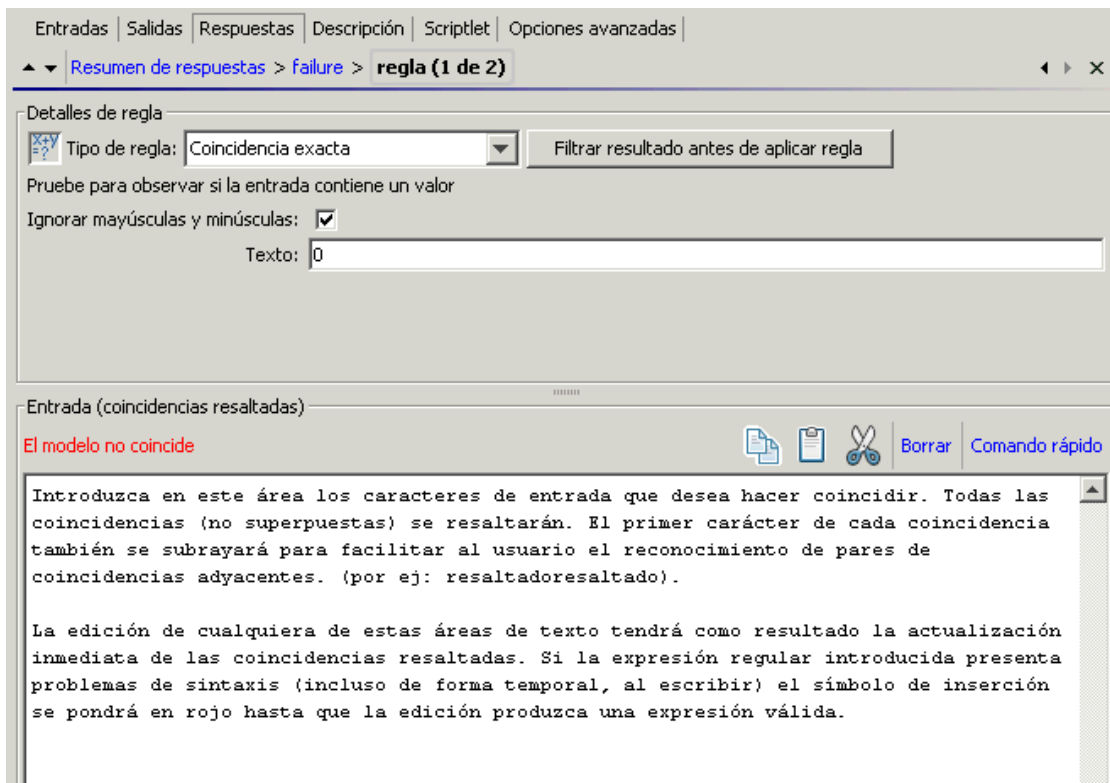 Entradas Salidas Respuestas Descripción Scriptlet Opciones avanzadas
Resumen de respuestas > failure > regla (1 de 2)
Detalles de regla
x+y =? Tipo de regla: Coincidencia exacta Filtrar resultado antes de aplicar regla
Pruebe para observar si la entrada contiene un valor
Ignorar mayúsculas y minúsculas:
Texto: 0
Entrada (coincidencias resaltadas)
El modelo no coincide Borrar Comando rápido
Introduzca en este área los caracteres de entrada que desea hacer coincidir. Todas las
coincidencias (no superpuestas) se resaltarán. El primer carácter de cada coincidencia
también se subrayará para facilitar al usuario el reconocimiento de pares de
coincidencias adyacentes. (por ej: resaltadoresaltado).
La edición de cualquiera de estas áreas de texto tendrá como resultado la actualización
inmediata de las coincidencias resaltadas. Si la expresión regular introducida presenta
problemas de sintaxis (incluso de forma temporal, al escribir) el símbolo de inserción
se pondrá en rojo hasta que la edición produzca una expresión válida.